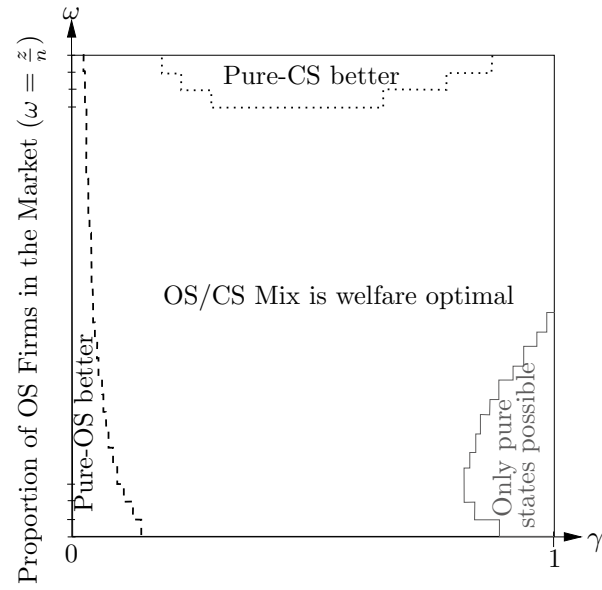 ω
Proportion of OS Firms in the Market (ω = z/n)
Pure-CS better
OS/CS Mix is welfare optimal
Pure-OS better
Only pure
states possible
0
1
γ